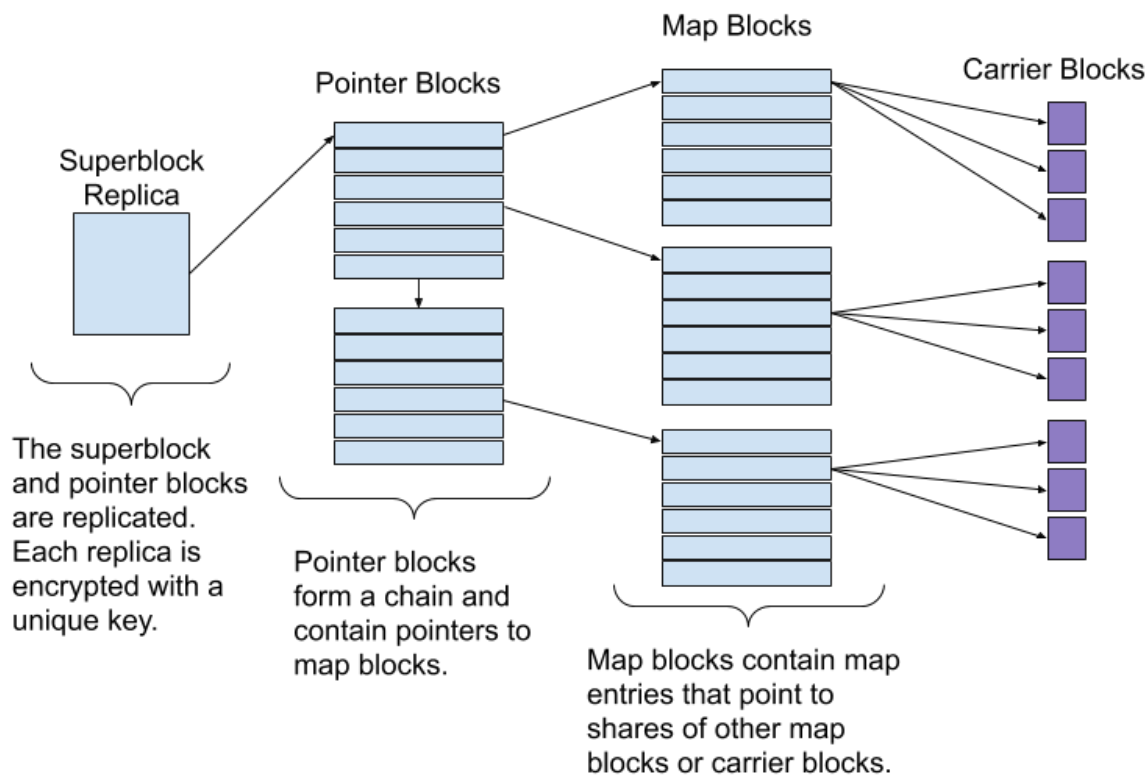 Superblock
Replica
The superblock
and pointer blocks
are replicated.
Each replica is
encrypted with a
unique key.
Pointer Blocks
Pointer blocks
form a chain and
contain pointers to
map blocks.
Map Blocks
Map blocks contain map
entries that point to
shares of other map
blocks or carrier blocks.
Carrier Blocks